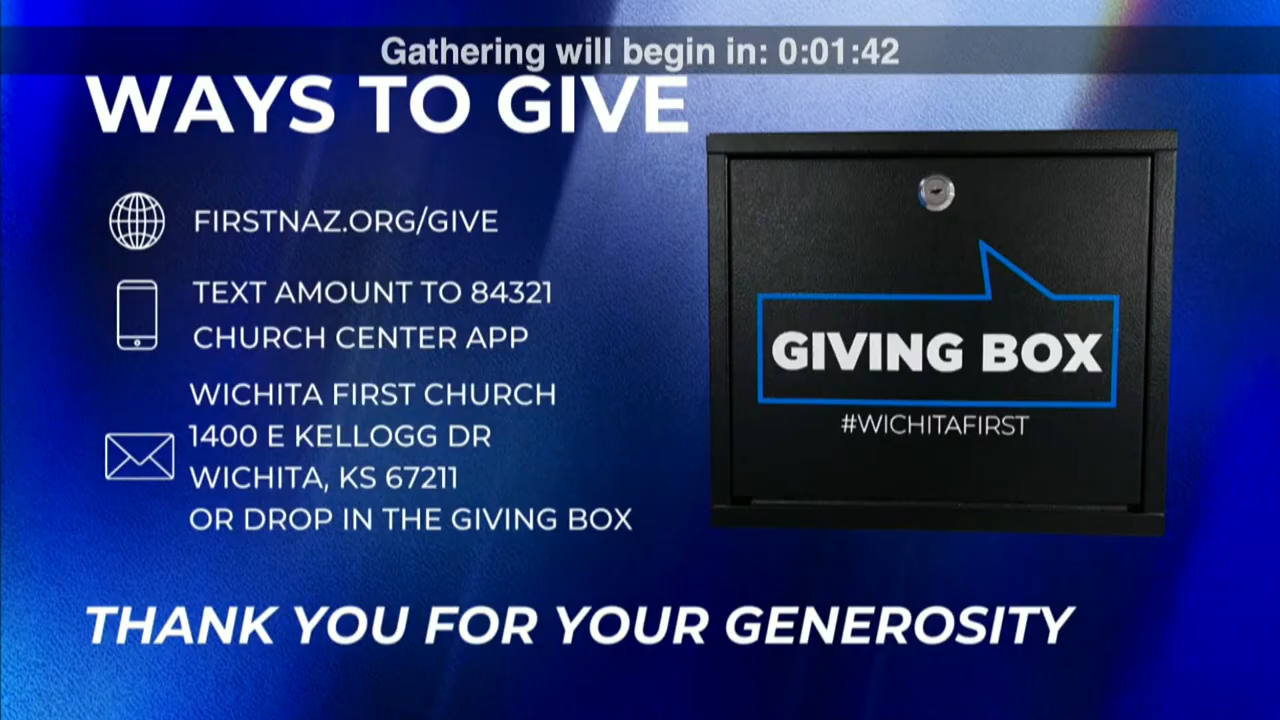 Gathering will begin in: 0:01:42
WAYS TO GIVE
FIRSTNAZ.ORG/GIVE
TEXT AMOUNT TO 84321
CHURCH CENTER APP
WICHITA FIRST CHURCH
1400 E KELLOGG DR
WICHITA, KS 67211
OR DROP IN THE GIVING BOX
GIVING BOX
#WICHITAFIRST
THANK YOU FOR YOUR GENEROSITY